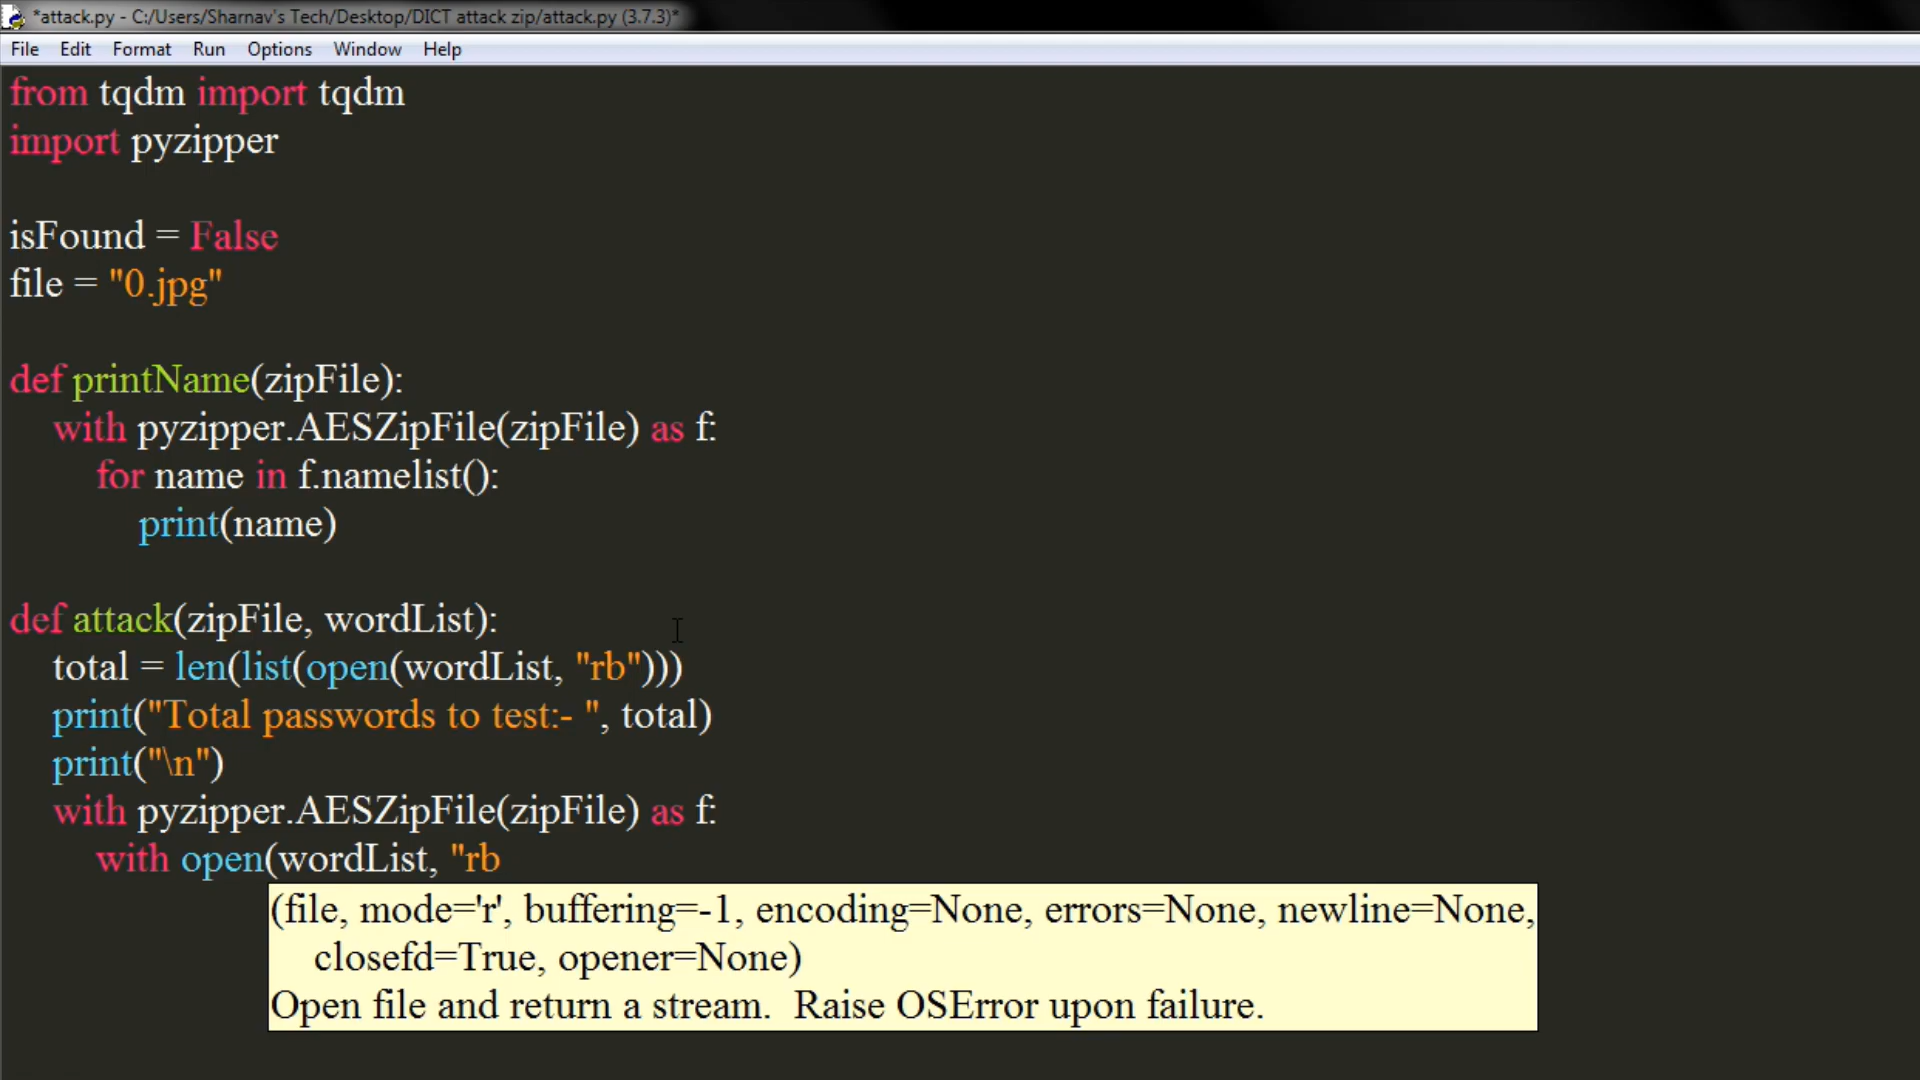 *attack.py - C:/Users/Sharnav's Tech/Desktop/DICT attack zip/attack.py (3.7.3)*
File Edit Format Run Options Window Help
from tqdm import tqdm
import pyzipper
isFound = False
file = "0.jpg"
def printName(zipFile):
with pyzipper.AESZipFile(zipFile) as f:
for name in f.namelist():
print(name)
def attack(zipFile, wordList):
total = len(list(open(wordList, "rb")))
print("Total passwords to test:- ", total)
print("\n")
with pyzipper.AESZipFile(zipFile) as f:
with open(wordList, "rb
(file, mode='r', buffering=-1, encoding=None, errors=None, newline=None,
closefd=True, opener=None)
Open file and return a stream.  Raise OSError upon failure.